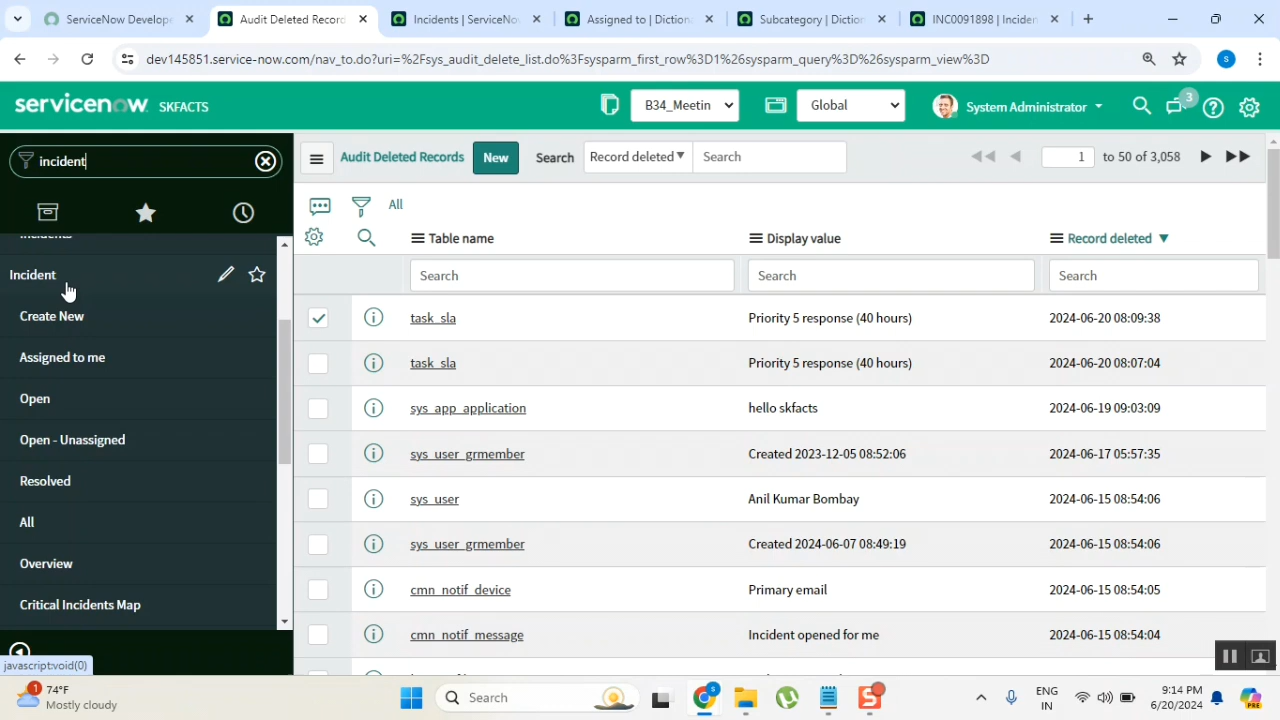 ServiceNow Develope
Audit Deleted Record
Incidents | ServiceNo
Assigned to | Diction
Subcategory | Diction
INC0091898 | Inciden
dev145851.service-now.com/nav_to.do?uri=%2Fsys_audit_delete_list.do%3Fsysparm_first_row%3D1%26sysparm_query%3D%26sysparm_view%3D
S
servicenow SKFACTS
B34_Meetin
Global
System Administrator
3
incident
Audit Deleted Records
New
Search
Record deleted
Search
1
to 50 of 3,058
All
Table name
Display value
Record deleted
Search
Search
Search
Incident
Create New
Assigned to me
Open
Open - Unassigned
Resolved
All
Overview
Critical Incidents Map
task_sla Priority 5 response (40 hours) 2024-06-20 08:09:38
task_sla Priority 5 response (40 hours) 2024-06-20 08:07:04
sys_app_application hello skfacts 2024-06-19 09:03:09
sys_user_grmember Created 2023-12-05 08:52:06 2024-06-17 05:57:35
sys_user Anil Kumar Bombay 2024-06-15 08:54:06
sys_user_grmember Created 2024-06-07 08:49:19 2024-06-15 08:54:06
cmn_notif_device Primary email 2024-06-15 08:54:05
cmn_notif_message Incident opened for me 2024-06-15 08:54:04
javascript:void(0)
1
74°F
Mostly cloudy
Search
ENG
IN
9:14 PM
6/20/2024
PRE